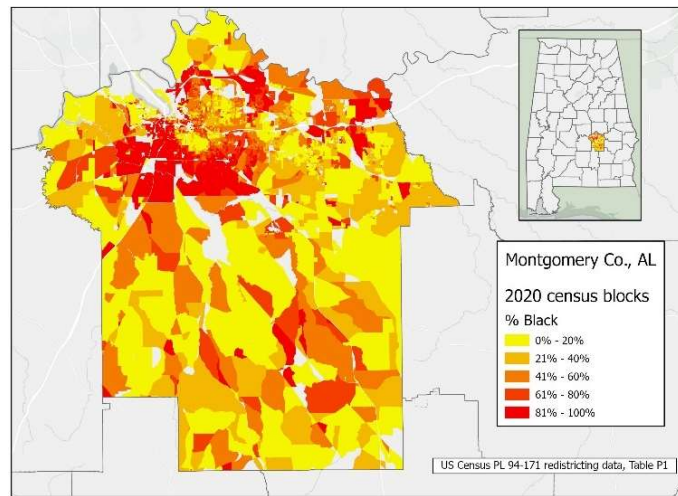 Montgomery Co., AL
2020 census blocks
% Black
0% - 20%
21% - 40%
41% - 60%
61% - 80%
81% - 100%
US Census PL 94-171 redistricting data, Table P1